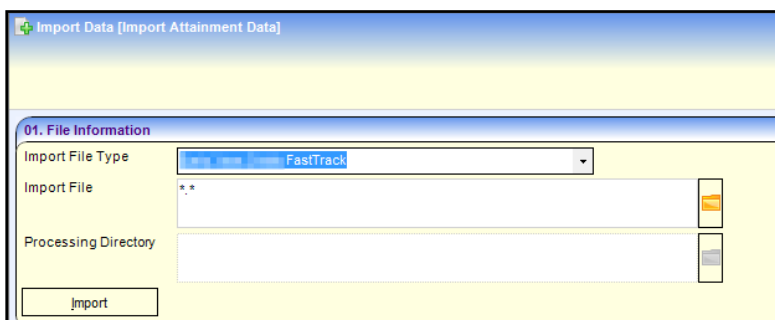 Import Data [Import Attainment Data]
01. File Information
Import File Type
FastTrack
Import File
*.*
Processing Directory
Import